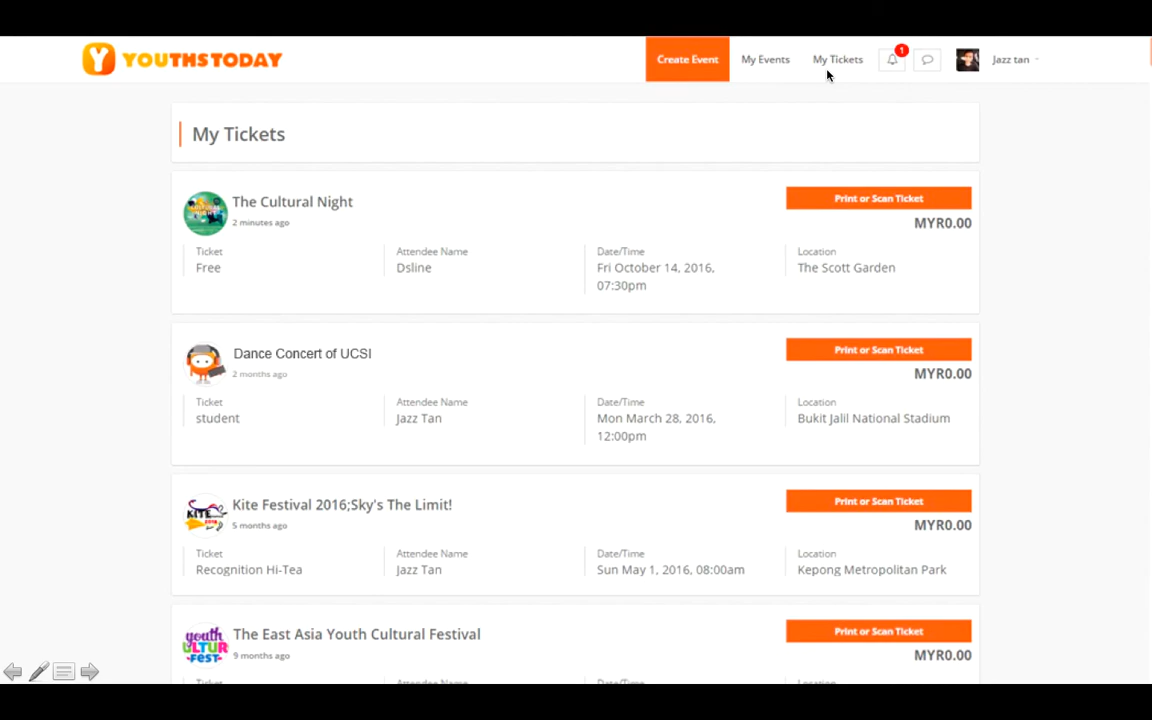 YOUTHSTODAY
Create Event
My Events
My Tickets
1
Jazz tan
My Tickets
The Cultural Night
2 minutes ago
Print or Scan Ticket
MYR0.00
Ticket
Free
Attendee Name
Dsline
Date/Time
Fri October 14, 2016,
07:30pm
Location
The Scott Garden
Dance Concert of UCSI
2 months ago
Print or Scan Ticket
MYR0.00
Ticket
student
Attendee Name
Jazz Tan
Date/Time
Mon March 28, 2016,
12:00pm
Location
Bukit Jalil National Stadium
KITE
Kite Festival 2016;Sky's The Limit!
5 months ago
Print or Scan Ticket
MYR0.00
Ticket
Recognition Hi-Tea
Attendee Name
Jazz Tan
Date/Time
Sun May 1, 2016, 08:00am
Location
Kepong Metropolitan Park
youth
The East Asia Youth Cultural Festival
9 months ago
Print or Scan Ticket
MYR0.00